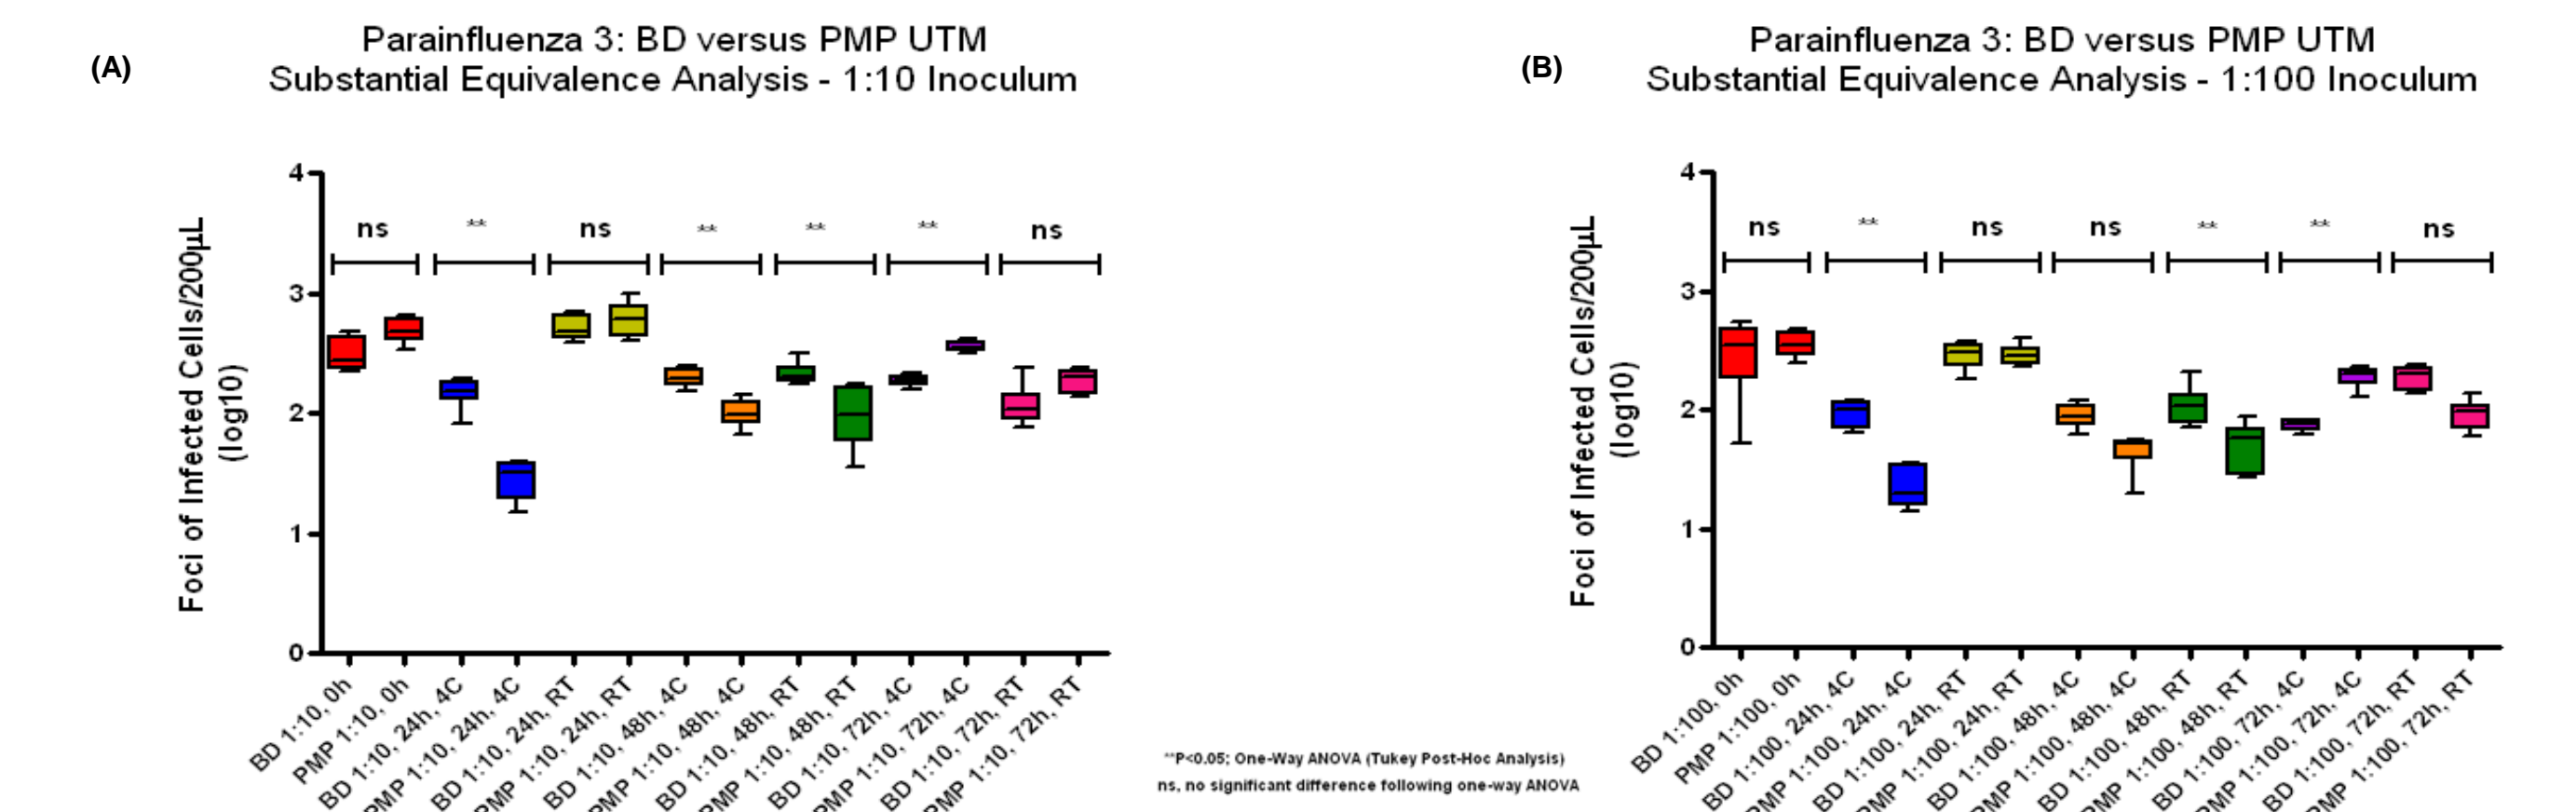 (A)
Parainfluenza 3: BD versus PMP UTM
Substantial Equivalence Analysis - 1:10 Inoculum
Foci of Infected Cells/200µL
(log10)
4
3
2
1
0
ns
**
ns
**
**
**
ns
BD 1:10, 0h
PMP 1:10, 0h
BD 1:10, 24h, 4C
PMP 1:10, 24h, 4C
BD 1:10, 24h, RT
PMP 1:10, 24h, RT
BD 1:10, 48h, 4C
PMP 1:10, 48h, 4C
BD 1:10, 48h, RT
PMP 1:10, 48h, RT
BD 1:10, 72h, 4C
PMP 1:10, 72h, 4C
BD 1:10, 72h, RT
PMP 1:10, 72h, RT
**P<0.05; One-Way ANOVA (Tukey Post-Hoc Analysis)
ns, no significant difference following one-way ANOVA
(B)
Parainfluenza 3: BD versus PMP UTM
Substantial Equivalence Analysis - 1:100 Inoculum
Foci of Infected Cells/200µL
(log10)
4
3
2
1
0
ns
**
ns
ns
**
**
ns
BD 1:100, 0h
PMP 1:100, 0h
BD 1:100, 24h, 4C
PMP 1:100, 24h, 4C
BD 1:100, 24h, RT
PMP 1:100, 24h, RT
BD 1:100, 48h, 4C
PMP 1:100, 48h, 4C
BD 1:100, 48h, RT
PMP 1:100, 48h, RT
BD 1:100, 72h, 4C
PMP 1:100, 72h, 4C
BD 1:100, 72h, RT
PMP 1:100, 72h, RT